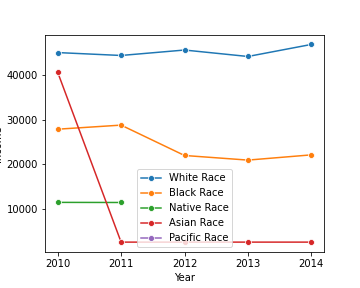 40000
30000
20000
10000
White Race
Black Race
Native Race
Asian Race
Pacific Race
2010
2011
2012
2013
2014
Year